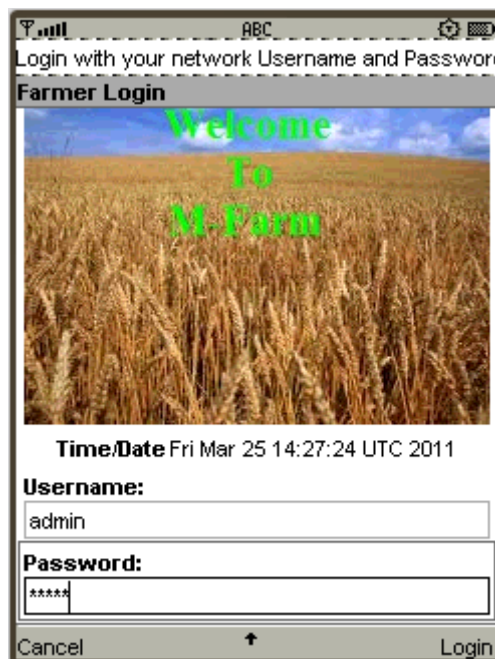 ABC
Login with your network Username and Passwor
Farmer Login
Welcome
To
M-Farm
Time/Date Fri Mar 25 14:27:24 UTC 2011
Username:
admin
Password:
*****
Cancel Login